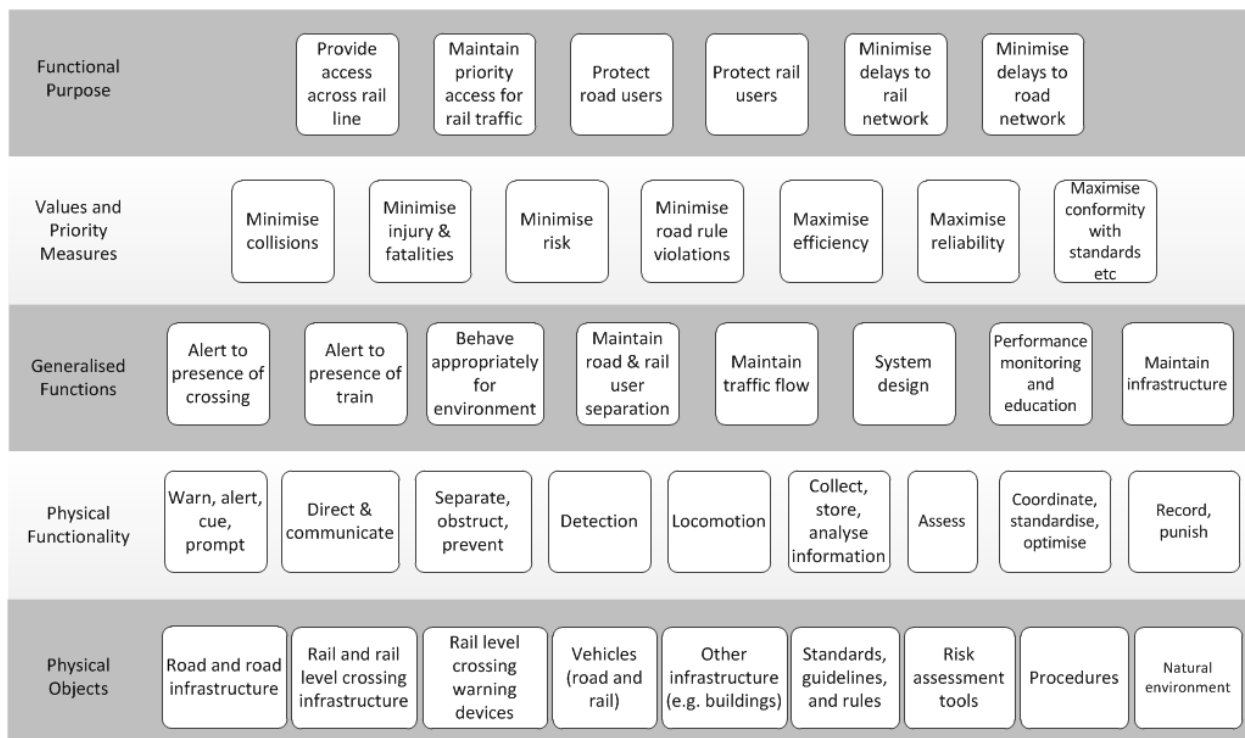 Functional
Purpose
Provide
access
across rail
line
Maintain
priority
access for
rail traffic
Protect
road users
Protect rail
users
Minimise
delays to
rail
network
Minimise
delays to
road
network
Values and
Priority
Measures
Minimise
collisions
Minimise
injury &
fatalities
Minimise
risk
Minimise
road rule
violations
Maximise
efficiency
Maximise
reliability
Maximise
conformity
with
standards
etc
Generalised
Functions
Alert to
presence of
crossing
Alert to
presence of
train
Behave
appropriately
for
environment
Maintain
road & rail
user
separation
Maintain
traffic flow
System
design
Performance
monitoring
and
education
Maintain
infrastructure
Physical
Functionality
Warn, alert,
cue,
prompt
Direct &
communicate
Separate,
obstruct,
prevent
Detection
Locomotion
Collect,
store,
analyse
information
Assess
Coordinate,
standardise,
optimise
Record,
punish
Physical
Objects
Road and road
infrastructure
Rail and rail
level crossing
infrastructure
Rail level
crossing
warning
devices
Vehicles
(road and
rail)
Other
infrastructure
(e.g. buildings)
Standards,
guidelines,
and rules
Risk
assessment
tools
Procedures
Natural
environment